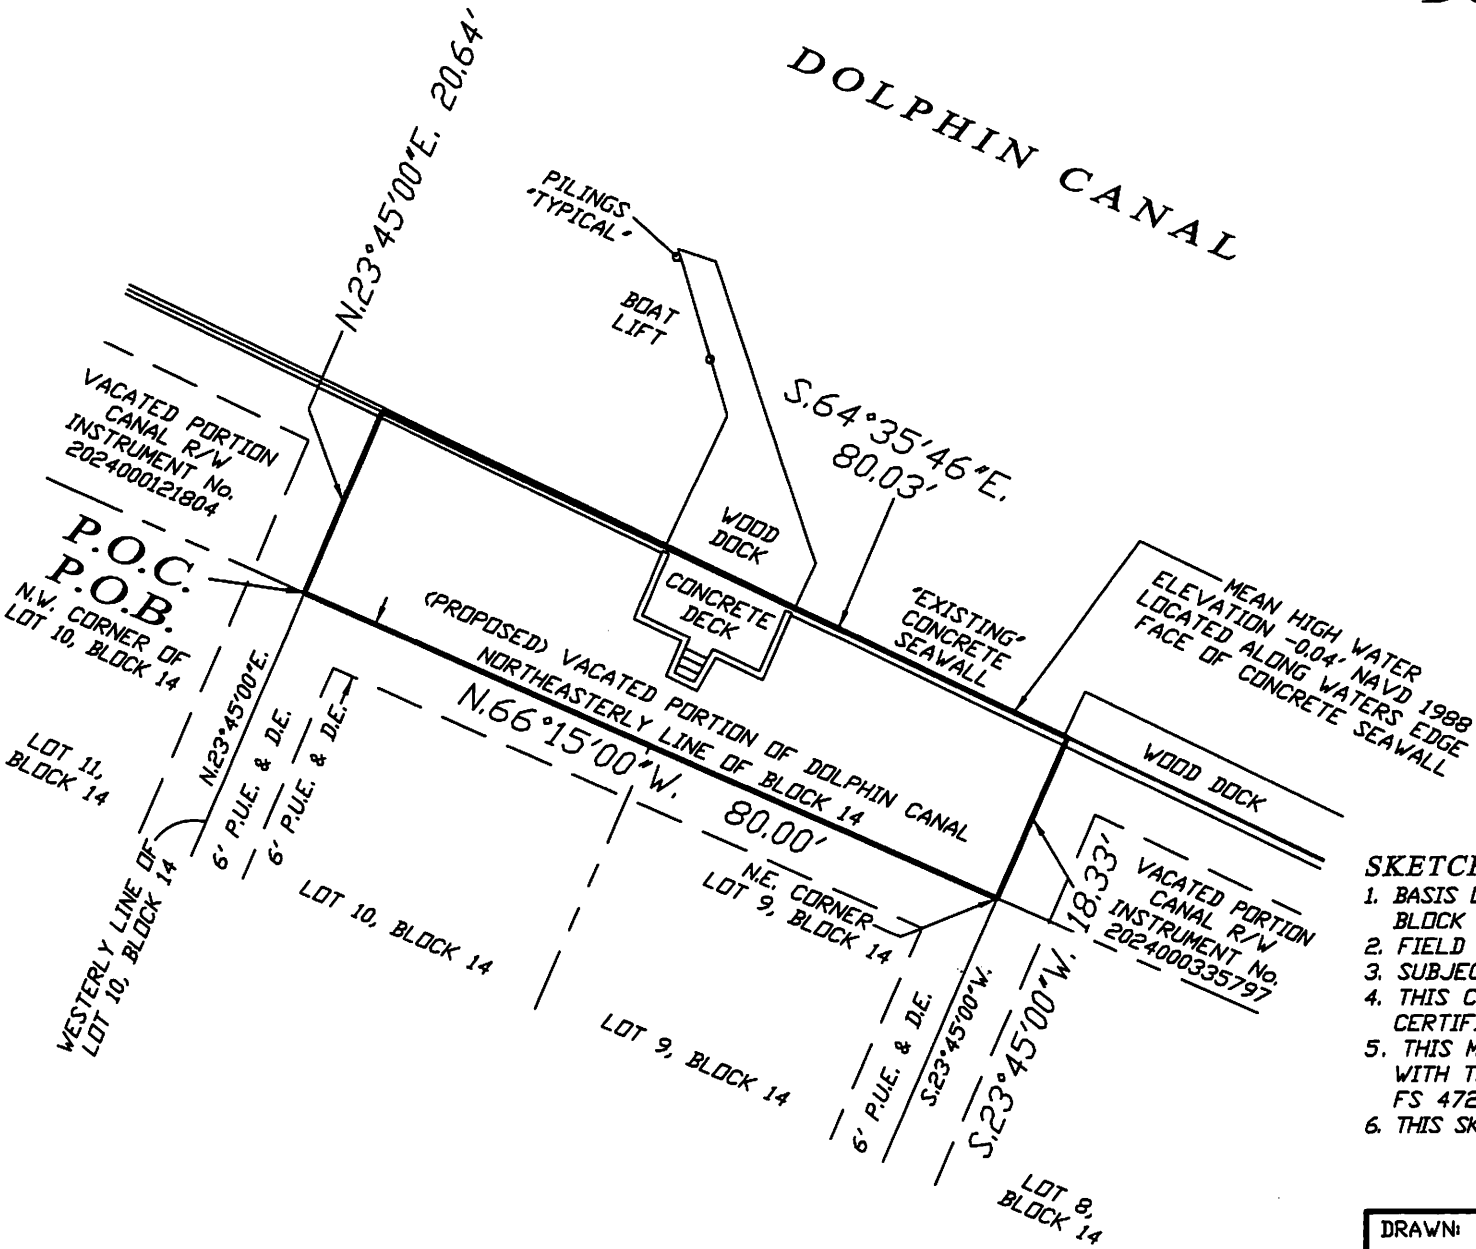 DOLPHIN CANAL
N.23°45'00"E. 20.64'
PILINGS
"TYPICAL"
BOAT
LIFT
S.64°35'46"E.
80.03'
VACATED PORTION
CANAL R/W
INSTRUMENT No.
2024000121804
WOOD
DOCK
CONCRETE
DECK
"EXISTING"
CONCRETE
SEAWALL
MEAN HIGH WATER
ELEVATION -0.04' NAVD 1988
LOCATED ALONG WATERS EDGE
FACE OF CONCRETE SEAWALL
P.O.C.
P.O.B.
N.W. CORNER OF
LOT 10, BLOCK 14
(PROPOSED) VACATED PORTION OF DOLPHIN CANAL
NORTHEASTERLY LINE OF BLOCK 14
N.66°15'00"W. 80.00'
WOOD DOCK
LOT 11,
BLOCK 14
N.23°45'00"E.
6' P.U.E. & D.E.
6' P.U.E. & D.E.
WESTERLY LINE OF
LOT 10, BLOCK 14
LOT 10, BLOCK 14
N.E. CORNER
LOT 9, BLOCK 14
LOT 9, BLOCK 14
6' P.U.E. & D.E.
S.23°45'00"W.
S.23°45'00"W. 18.33'
VACATED PORTION
CANAL R/W
INSTRUMENT No.
2024000335797
LOT 8,
BLOCK 14
SKETCH
1. BASIS
BLOCK
2. FIELD
3. SUBJEC
4. THIS C
CERTIF
5. THIS M
WITH T
FS 472
6. THIS SK
DRAWN: